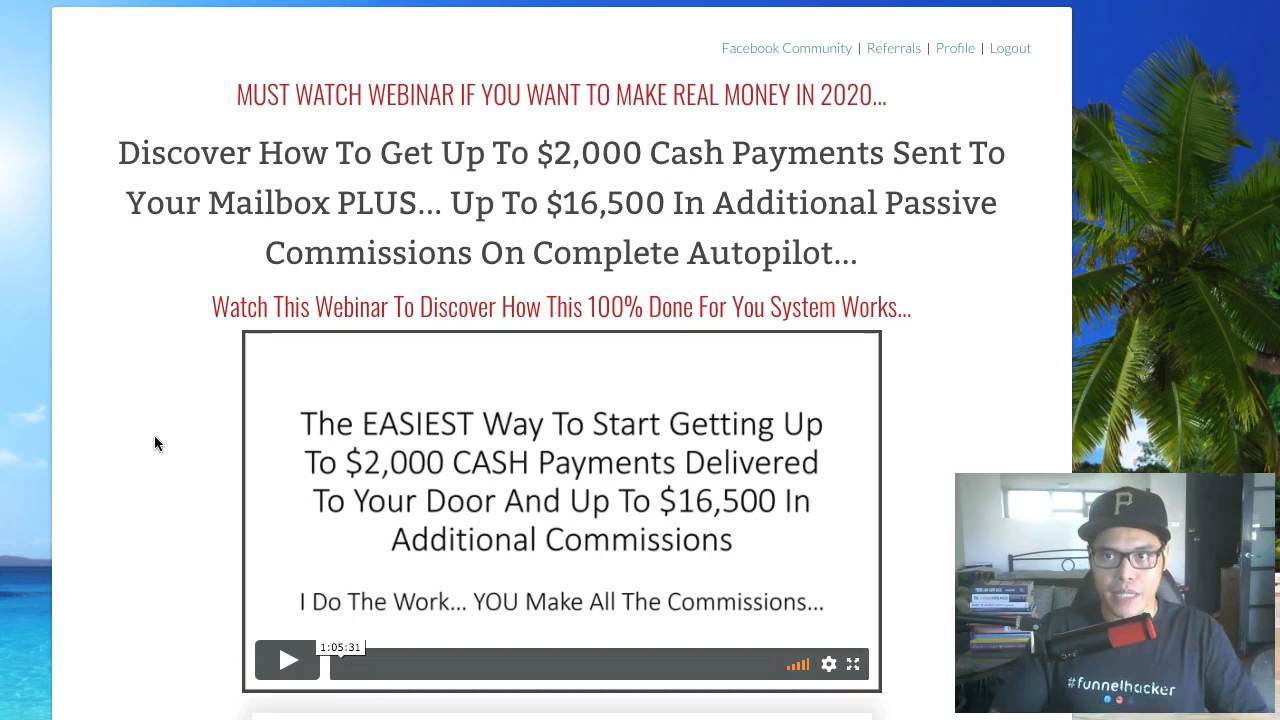 Facebook Community | Referrals | Profile | Logout
MUST WATCH WEBINAR IF YOU WANT TO MAKE REAL MONEY IN 2020...
Discover How To Get Up To $2,000 Cash Payments Sent To
Your Mailbox PLUS... Up To $16,500 In Additional Passive
Commissions On Complete Autopilot...
Watch This Webinar To Discover How This 100% Done For You System Works...
The EASIEST Way To Start Getting Up
To $2,000 CASH Payments Delivered
To Your Door And Up To $16,500 In
Additional Commissions
I Do The Work... YOU Make All The Commissions...
1:05:31
P
#funnelhacker